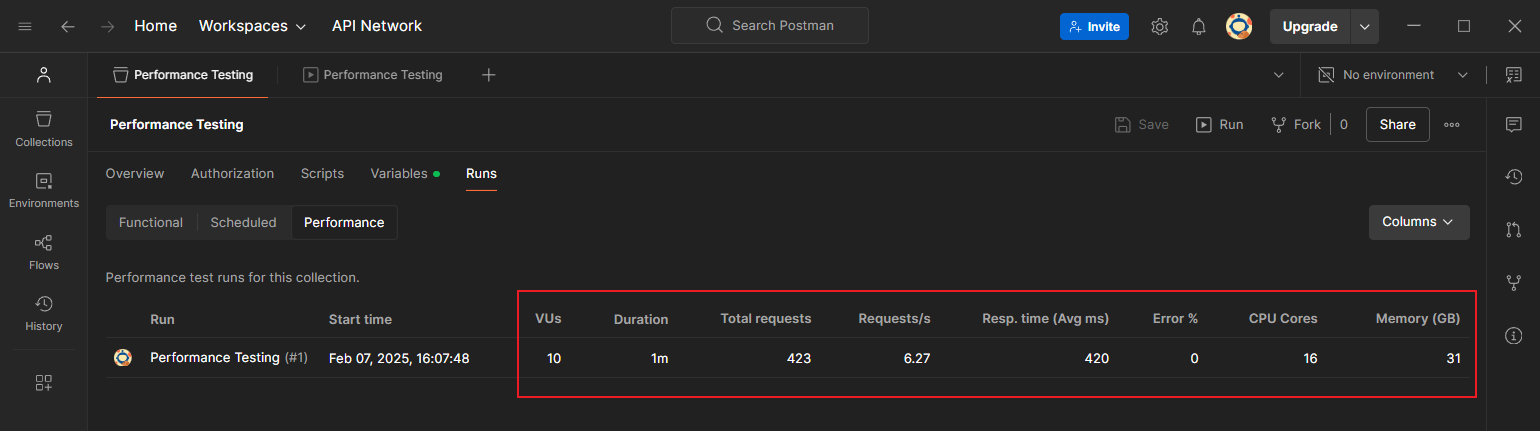 Home Workspaces API Network Search Postman Invite Upgrade
Performance Testing Performance Testing No environment
Performance Testing Save Run Fork 0 Share
Collections
Overview Authorization Scripts Variables Runs
Environments
Functional Scheduled Performance Columns
Flows
Performance test runs for this collection.
History
Run Start time VUs Duration Total requests Requests/s Resp. time (Avg ms) Error % CPU Cores Memory (GB)
Performance Testing (#1) Feb 07, 2025, 16:07:48 10 1m 423 6.27 420 0 16 31